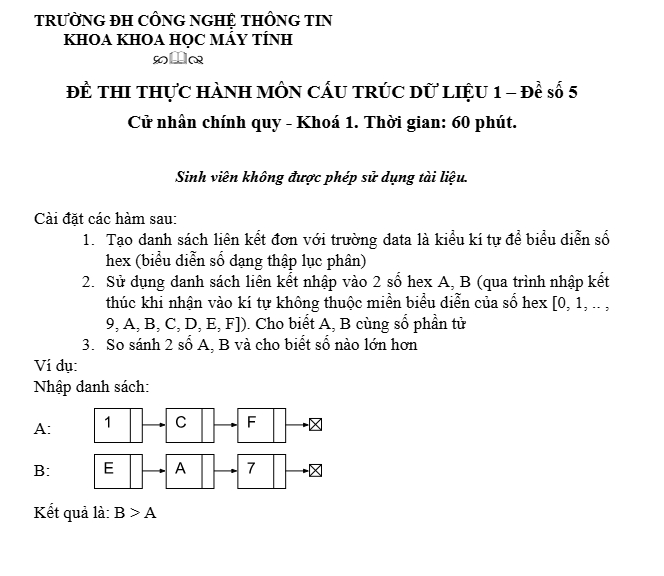 TRƯỜNG ĐH CÔNG NGHỆ THÔNG TIN
KHOA KHOA HỌC MÁY TÍNH
ĐỀ THI THỰC HÀNH MÔN CẤU TRÚC DỮ LIỆU 1 – Đề số 5
Cử nhân chính quy - Khoá 1. Thời gian: 60 phút.
Sinh viên không được phép sử dụng tài liệu.
Cài đặt các hàm sau:
1. Tạo danh sách liên kết đơn với trường data là kiểu kí tự để biểu diễn số
hex (biểu diễn số dạng thập lục phân)
2. Sử dụng danh sách liên kết nhập vào 2 số hex A, B (qua trình nhập kết
thúc khi nhận vào kí tự không thuộc miền biểu diễn của số hex [0, 1, .. ,
9, A, B, C, D, E, F]). Cho biết A, B cùng số phần tử
3. So sánh 2 số A, B và cho biết số nào lớn hơn
Ví dụ:
Nhập danh sách:
A: 1 C F
B: E A 7
Kết quả là: B > A